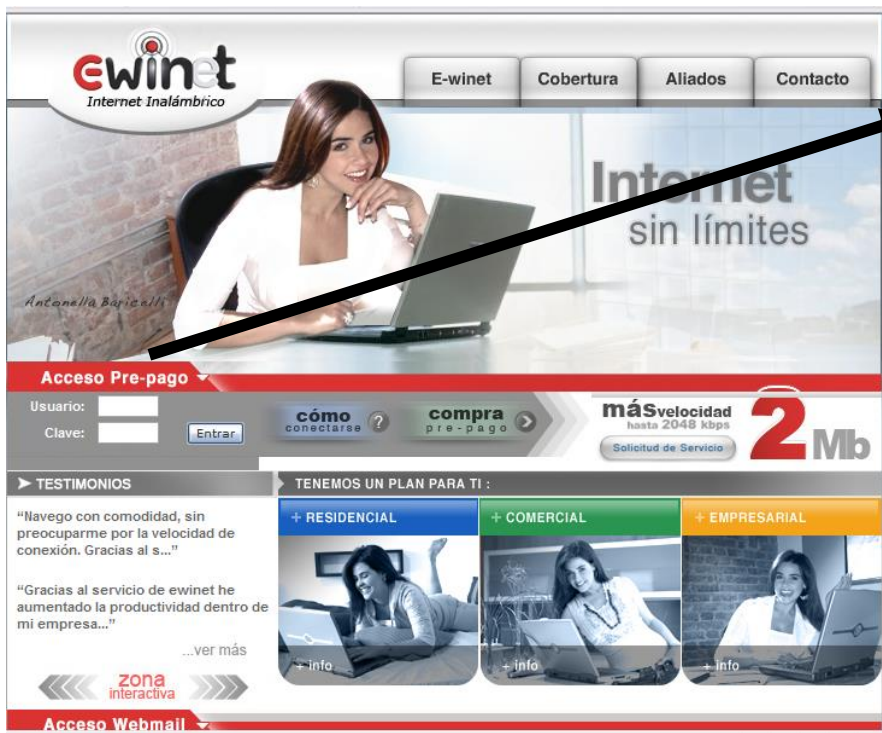 Ewinet
Internet Inalámbrico
E-winet
Cobertura
Aliados
Contacto
Internet
sin límites
Antonella Baricelli
Acceso Pre-pago
Usuario:
Clave:
Entrar
cómo
conectarse ?
compra
pre-pago
más velocidad
hasta 2048 kbps
Solicitud de Servicio
2 Mb
TESTIMONIOS
“Navego con comodidad, sin
preocuparme por la velocidad de
conexión. Gracias al s...”
“Gracias al servicio de ewinet he
aumentado la productividad dentro de
mi empresa...”
...ver más
zona
interactiva
TENEMOS UN PLAN PARA TI :
+ RESIDENCIAL
+ info
+ COMERCIAL
+ info
+ EMPRESARIAL
+ info
Acceso Webmail